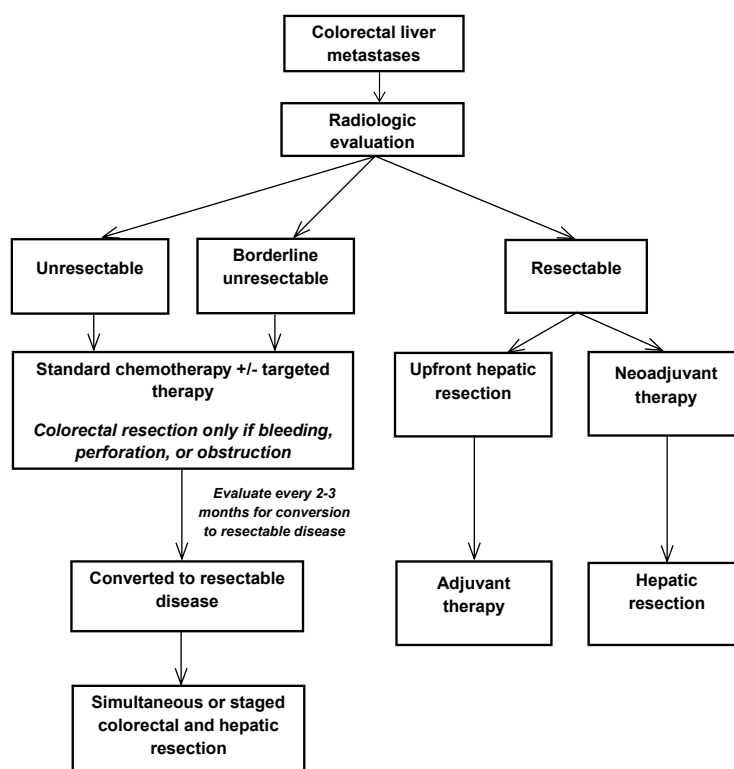 Colorectal liver
metastases
Radiologic
evaluation
Unresectable
Borderline
unresectable
Resectable
Standard chemotherapy +/- targeted
therapy
Colorectal resection only if bleeding,
perforation, or obstruction
Upfront hepatic
resection
Neoadjuvant
therapy
Evaluate every 2-3
months for conversion
to resectable disease
Converted to resectable
disease
Adjuvant
therapy
Hepatic
resection
Simultaneous or staged
colorectal and hepatic
resection